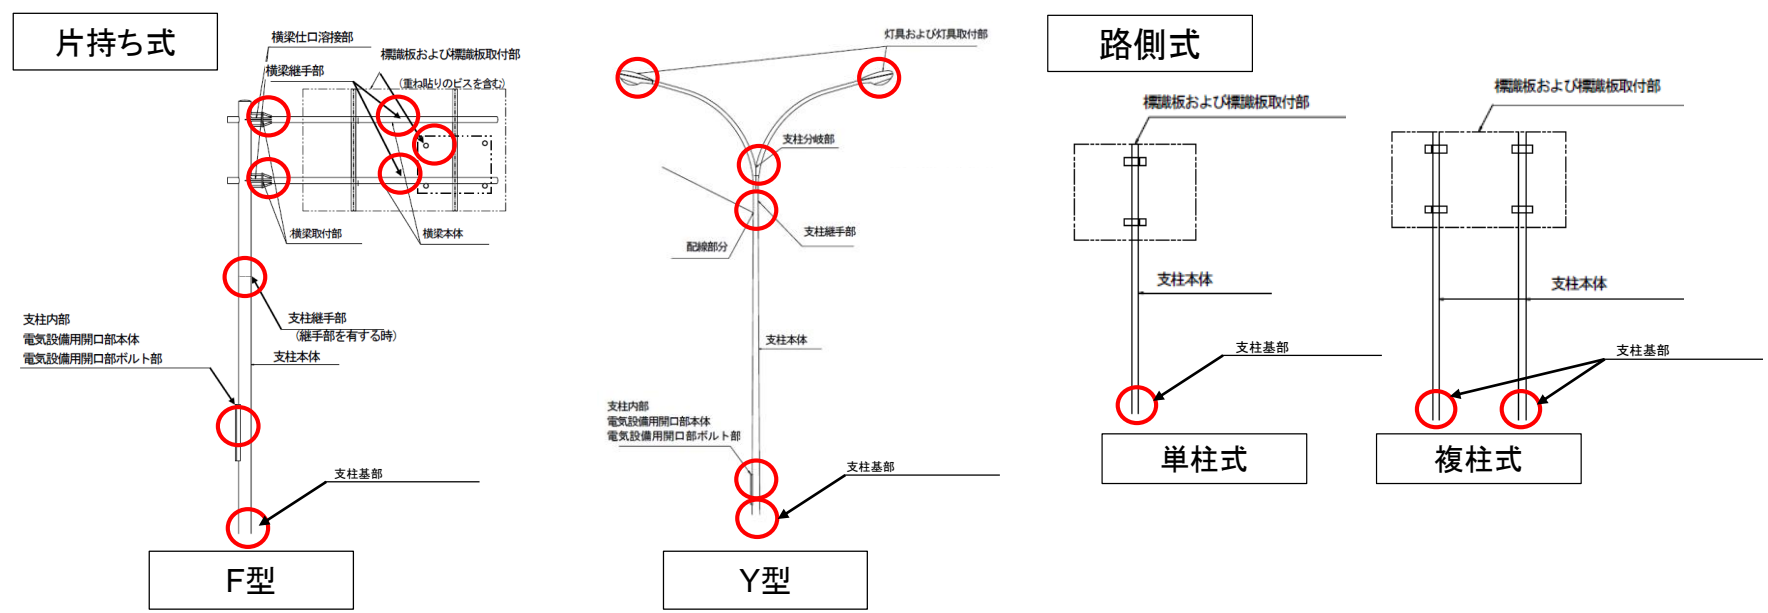 片持ち式
横梁仕口溶接部
標識板および標識板取付部
横梁継手部
(重ね貼りのビスを含む)
横梁取付部
横梁本体
支柱継手部
(継手部を有する時)
支柱内部
電気設備用開口部本体
電気設備用開口部ボルト部
支柱本体
支柱基部
F型
灯具および灯具取付部
支柱分岐部
支柱継手部
配線部分
支柱本体
支柱内部
電気設備用開口部本体
電気設備用開口部ボルト部
支柱基部
Y型
路側式
標識板および標識板取付部
支柱本体
支柱基部
単柱式
標識板および標識板取付部
支柱本体
支柱基部
複柱式